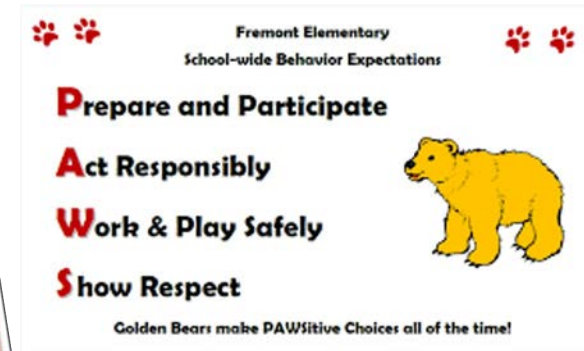 Fremont Elementary
School-wide Behavior Expectations
Prepare and Participate
Act Responsibly
Work & Play Safely
Show Respect
Golden Bears make PAWSitive Choices all of the time!